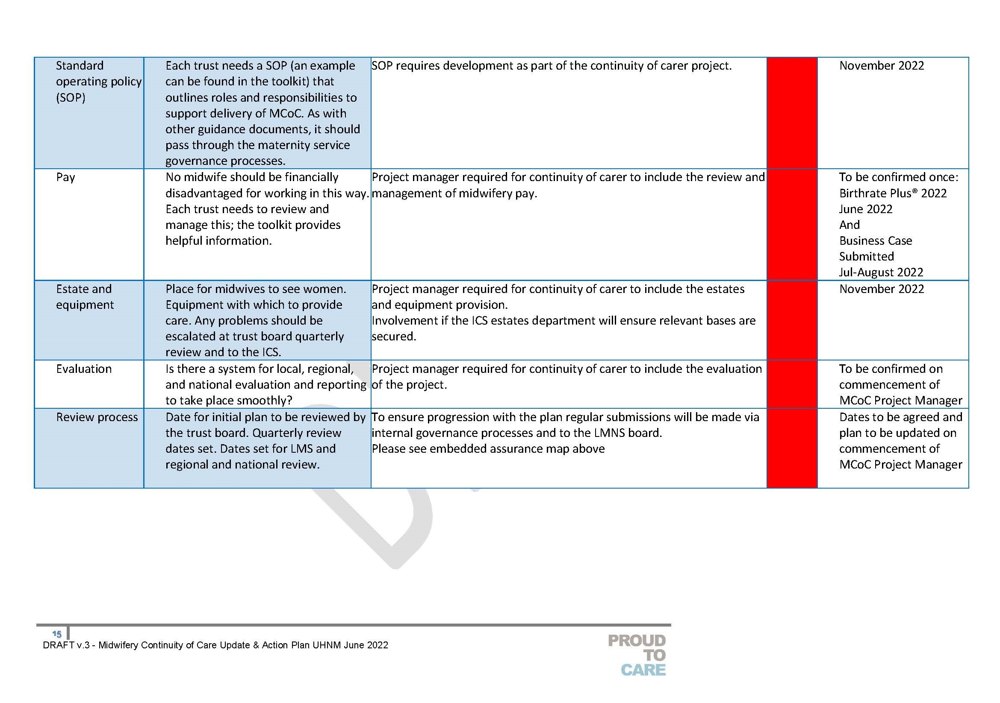 Standard
operating policy
(SOP)
Each trust needs a SOP (an example
can be found in the toolkit) that
outlines roles and responsibilities to
support delivery of MCoC. As with
other guidance documents, it should
pass through the maternity service
governance processes.
SOP requires development as part of the continuity of carer project.
November 2022
Pay
No midwife should be financially
disadvantaged for working in this way.
Each trust needs to review and
manage this; the toolkit provides
helpful information.
Project manager required for continuity of carer to include the review and
management of midwifery pay.
To be confirmed once:
Birthrate Plus® 2022
June 2022
And
Business Case
Submitted
Jul-August 2022
Estate and
equipment
Place for midwives to see women.
Equipment with which to provide
care. Any problems should be
escalated at trust board quarterly
review and to the ICS.
Project manager required for continuity of carer to include the estates
and equipment provision.
Involvement if the ICS estates department will ensure relevant bases are
secured.
November 2022
Evaluation
Is there a system for local, regional,
and national evaluation and reporting
to take place smoothly?
Project manager required for continuity of carer to include the evaluation
of the project.
To be confirmed on
commencement of
MCoC Project Manager
Review process
Date for initial plan to be reviewed by
the trust board. Quarterly review
dates set. Dates set for LMS and
regional and national review.
To ensure progression with the plan regular submissions will be made via
internal governance processes and to the LMNS board.
Please see embedded assurance map above
Dates to be agreed and
plan to be updated on
commencement of
MCoC Project Manager
15
DRAFT v.3 - Midwifery Continuity of Care Update & Action Plan UHNM June 2022
PROUD
TO
CARE